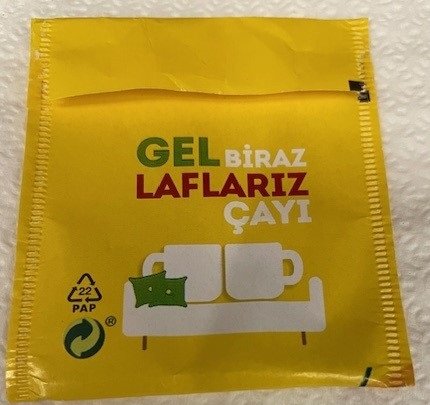 GEL BİRAZ
LAFLARIZ
ÇAYI
22
PAP
®